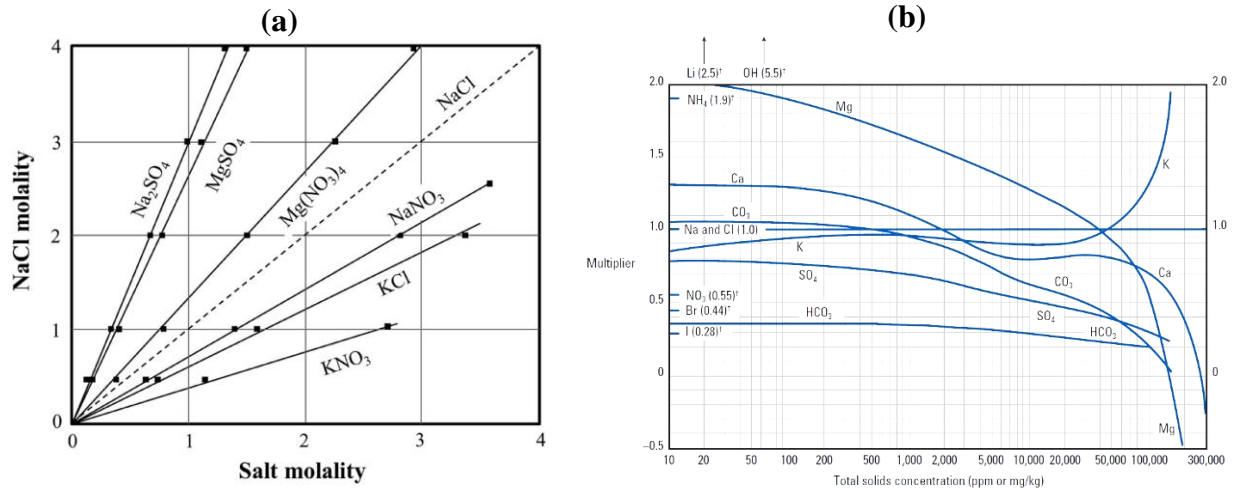 (a)
4
3
2
1
0
0
1
2
3
4
NaCl molality
Salt molality
Na₂SO₄
MgSO₄
Mg(NO₃)₄
NaCl
NaNO₃
KCl
KNO₃
(b)
Li (2.5)† OH (5.5)†
2.0
1.5
1.0
0.5
0
–0.5
Multiplier
2.0
1.0
0
NH₄ (1.9)†
Mg
Ca
CO₃
Na and Cl (1.0)
K
SO₄
NO₃ (0.55)†
Br (0.44)†
I (0.28)†
HCO₃
K
Ca
CO₃
SO₄
HCO₃
Mg
10 20 50 100 200 500 1,000 2,000 5,000 10,000 20,000 50,000 100,000 300,000
Total solids concentration (ppm or mg/kg)